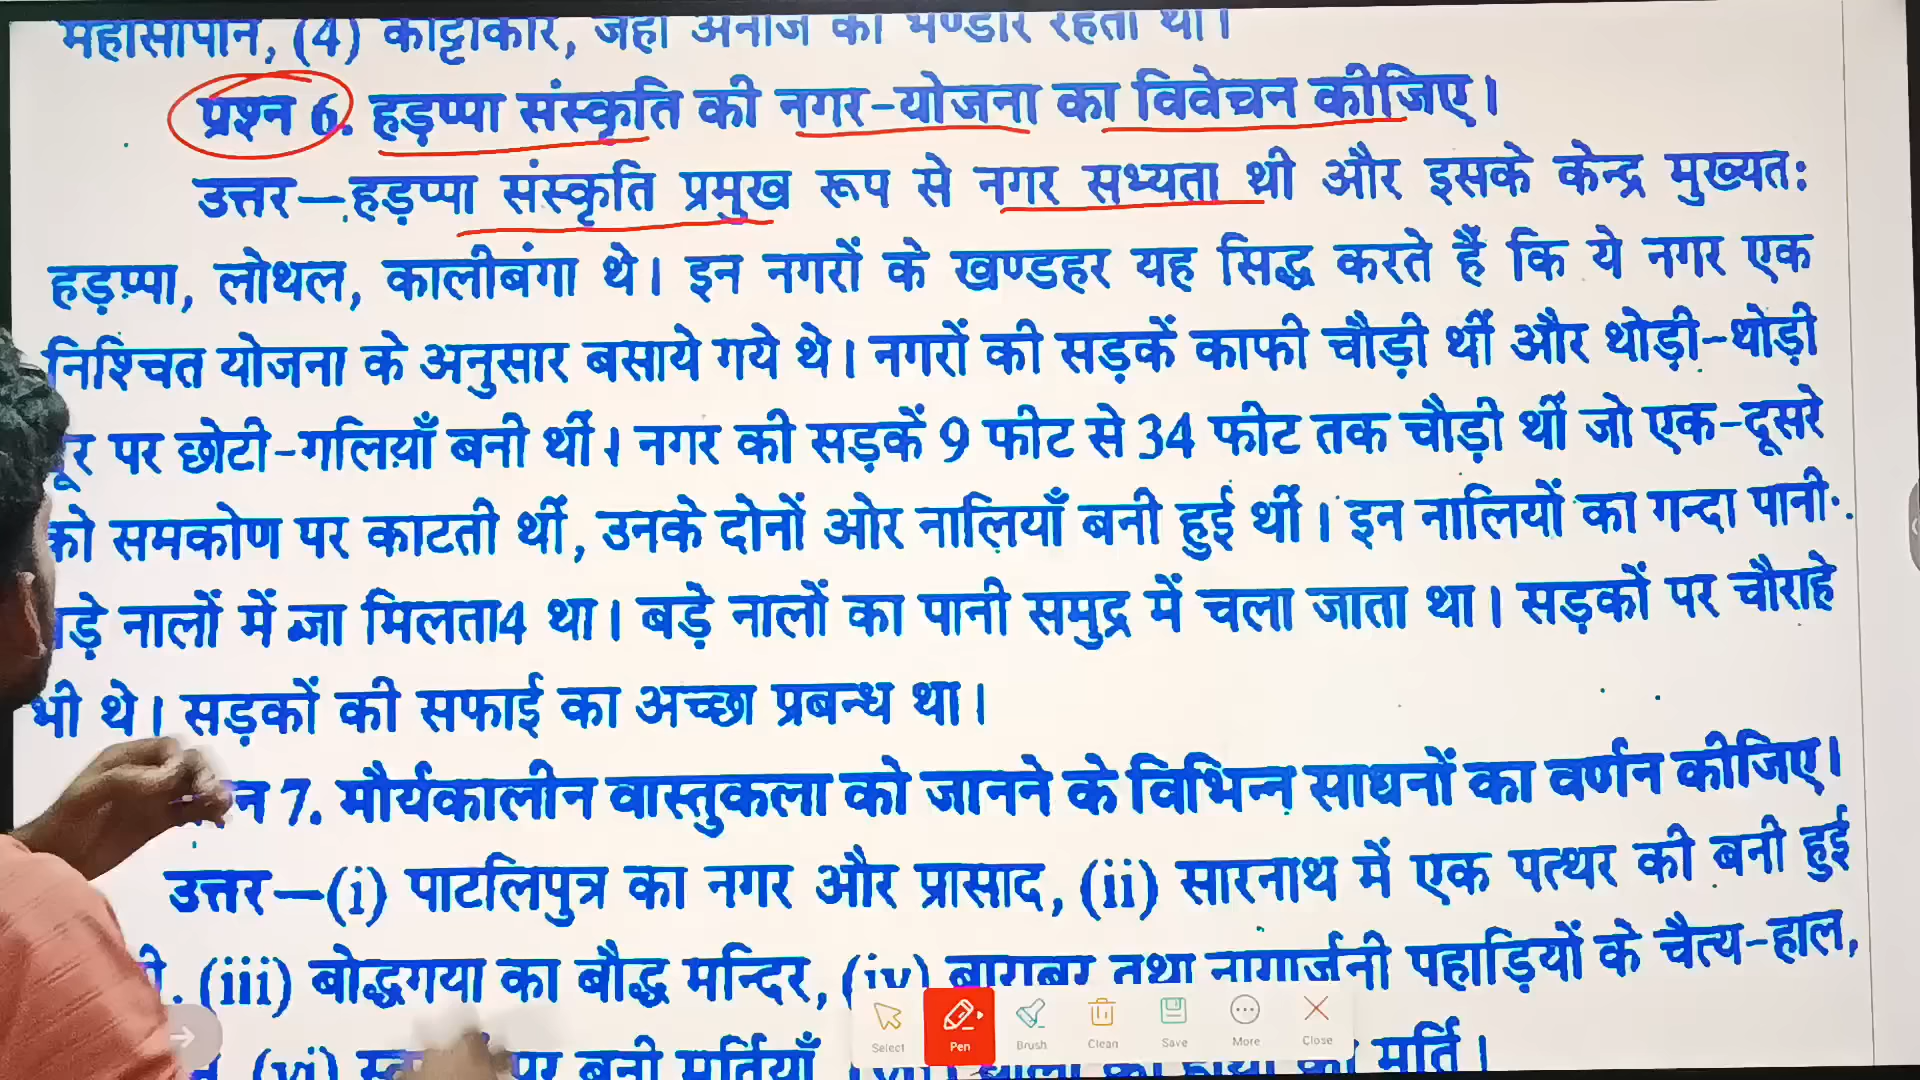 महासोपान, (4) कोट्टाकार, जहाँ अनाज का भण्डार रहता था।
प्रश्न 6. हड़प्पा संस्कृति की नगर-योजना का विवेचन कीजिए।
उत्तर—हड़प्पा संस्कृति प्रमुख रूप से नगर सभ्यता थी और इसके केन्द्र मुख्यतः
हड़प्पा, लोथल, कालीबंगा थे। इन नगरों के खण्डहर यह सिद्ध करते हैं कि ये नगर एक
निश्चित योजना के अनुसार बसाये गये थे। नगरों की सड़कें काफी चौड़ी थीं और थोड़ी-थोड़ी
पर छोटी-गलियाँ बनी थीं। नगर की सड़कें 9 फीट से 34 फीट तक चौड़ी थीं जो एक-दूसरे
को समकोण पर काटती थीं, उनके दोनों ओर नालियाँ बनी हुई थीं। इन नालियों का गन्दा पानी
नालों में जा मिलता4 था। बड़े नालों का पानी समुद्र में चला जाता था। सड़कों पर चौराहे
भी थे। सड़कों की सफाई का अच्छा प्रबन्ध था।
7. मौर्यकालीन वास्तुकला को जानने के विभिन्न साधनों का वर्णन कीजिए।
उत्तर—(i) पाटलिपुत्र का नगर और प्रासाद, (ii) सारनाथ में एक पत्थर की बनी हुई
(iii) बोद्धगया का बौद्ध मन्दिर, (iv) बाराबर तथा नागार्जनी पहाड़ियों के चैत्य-हाल,
(vi) पर बनी मूर्तियाँ, मूर्ति।
Select Pen Brush Clean Save More Close